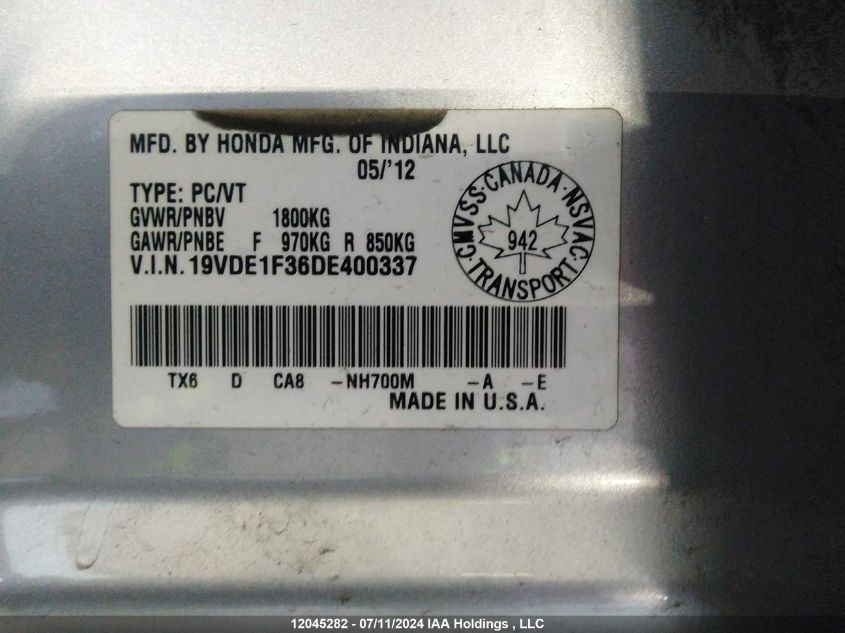 MFD. BY HONDA MFG. OF INDIANA, LLC
05/'12
TYPE: PC/VT
GVWR/PNBV 1800KG
GAWR/PNBE F 970KG R 850KG
V.I.N. 19VDE1F36DE400337
CMVSS · CANADA · NSVAC · TRANSPORT ·
942
TX6 D CA8 -NH700M -A -E
MADE IN U.S.A.
12045282 - 07/11/2024 IAA Holdings , LLC